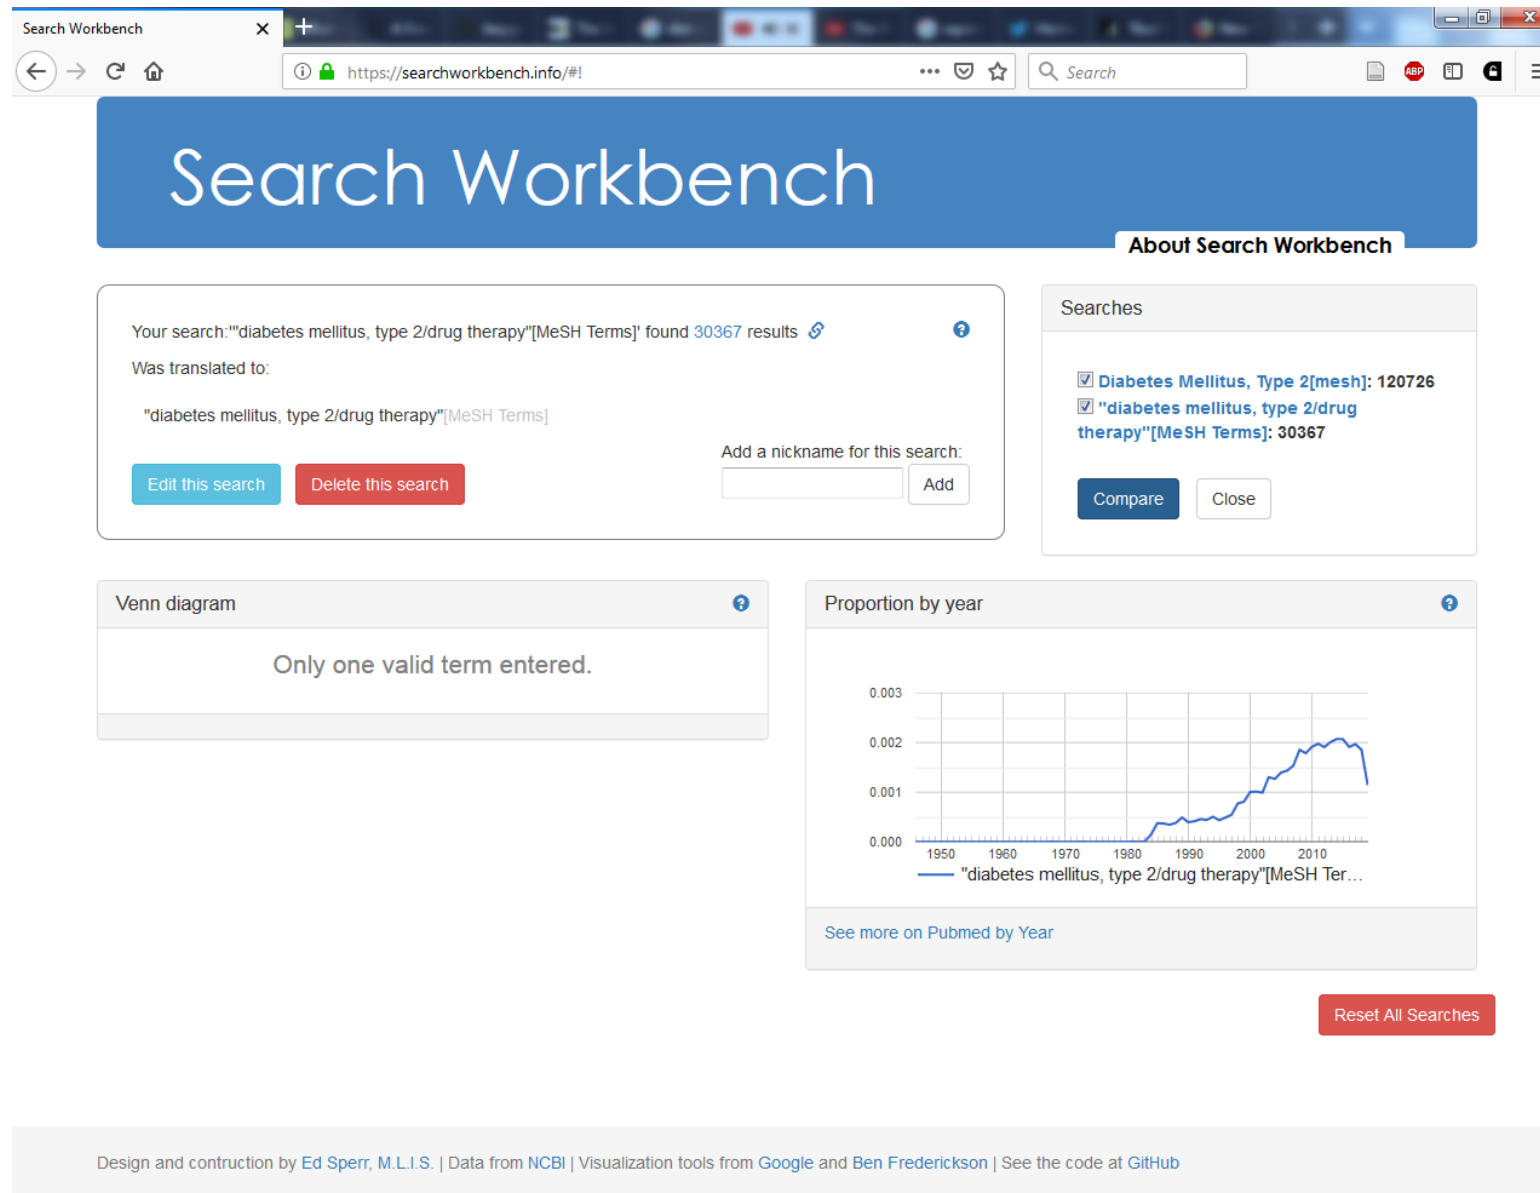 Search Workbench
https://searchworkbench.info/#!
Search
ABP
Search Workbench
About Search Workbench
Your search:'"diabetes mellitus, type 2/drug therapy"[MeSH Terms]' found 30367 results
Was translated to:
"diabetes mellitus, type 2/drug therapy"[MeSH Terms]
Add a nickname for this search:
Edit this search Delete this search Add
Searches
Diabetes Mellitus, Type 2[mesh]: 120726
"diabetes mellitus, type 2/drug
therapy"[MeSH Terms]: 30367
Compare Close
Venn diagram
Only one valid term entered.
Proportion by year
0.003
0.002
0.001
0.000
1950 1960 1970 1980 1990 2000 2010
"diabetes mellitus, type 2/drug therapy"[MeSH Ter…
See more on Pubmed by Year
Reset All Searches
Design and contruction by Ed Sperr, M.L.I.S. | Data from NCBI | Visualization tools from Google and Ben Frederickson | See the code at GitHub